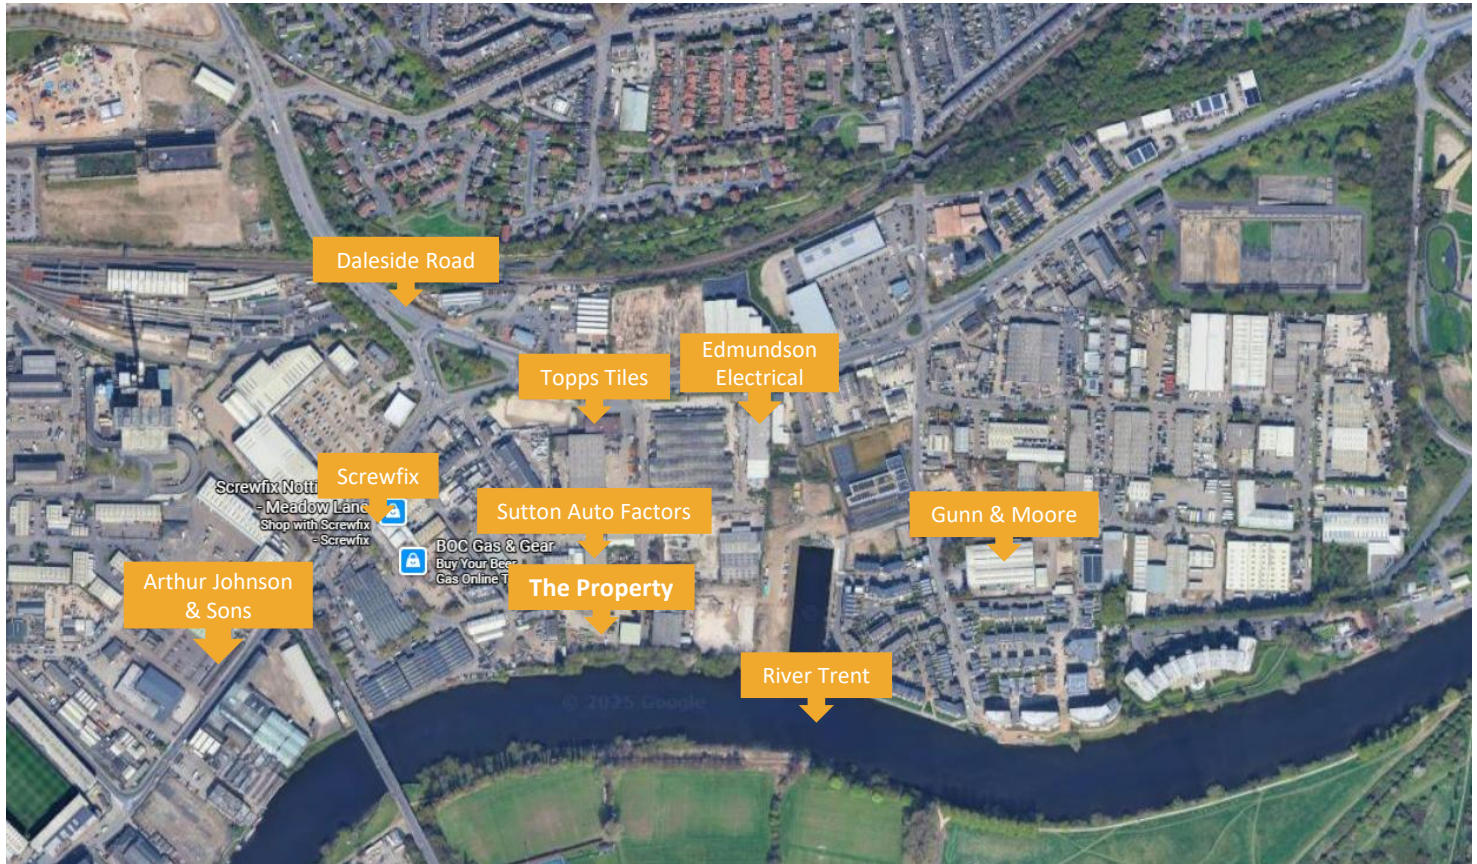 Daleside Road
Edmundson
Electrical
Topps Tiles
Screwfix
Screwfix Notti
- Meadow Lane
Shop with Screwfix
- Screwfix
Sutton Auto Factors
Gunn & Moore
BOC Gas & Gear
Buy Your Beer
Gas Online T
Arthur Johnson
& Sons
The Property
River Trent
© 2025 Google